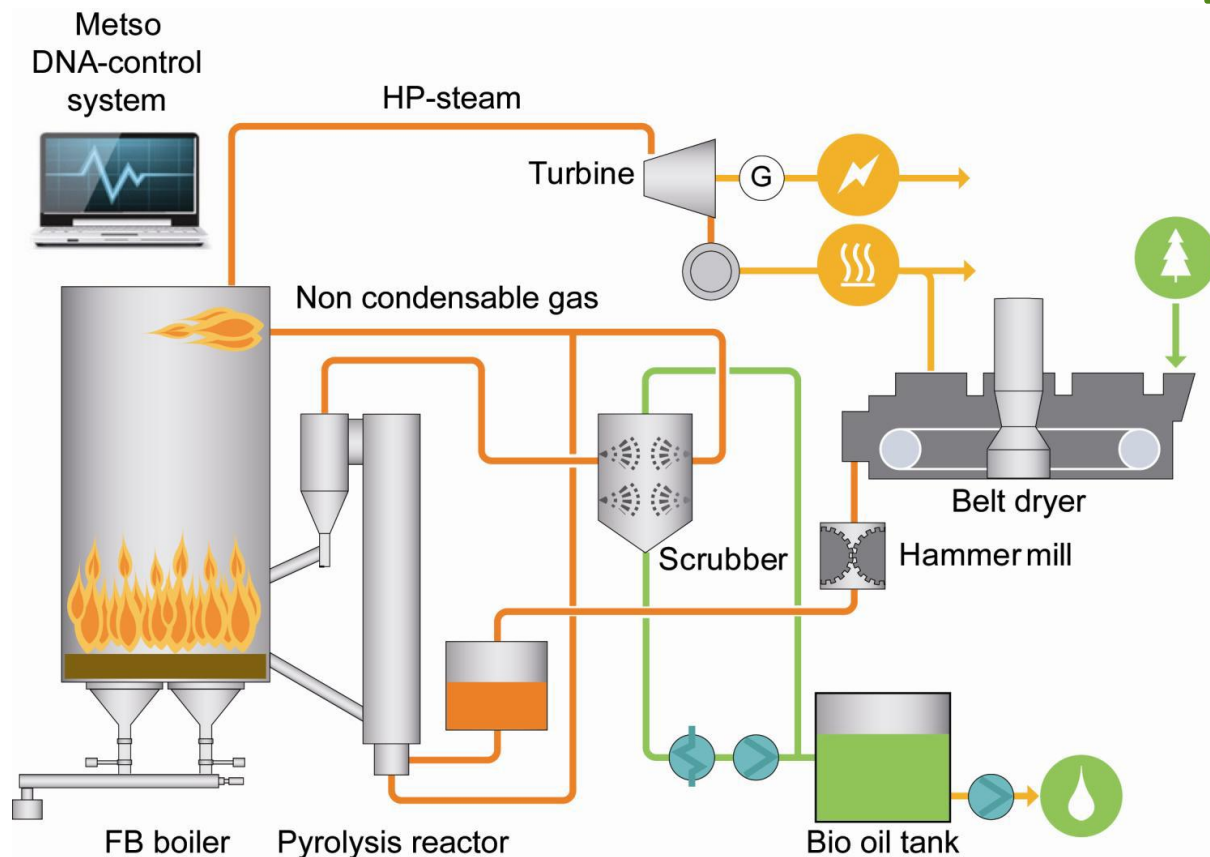 Metso
DNA-control
system
HP-steam
Turbine
G
Non condensable gas
Belt dryer
Scrubber
Hammer mill
FB boiler
Pyrolysis reactor
Bio oil tank